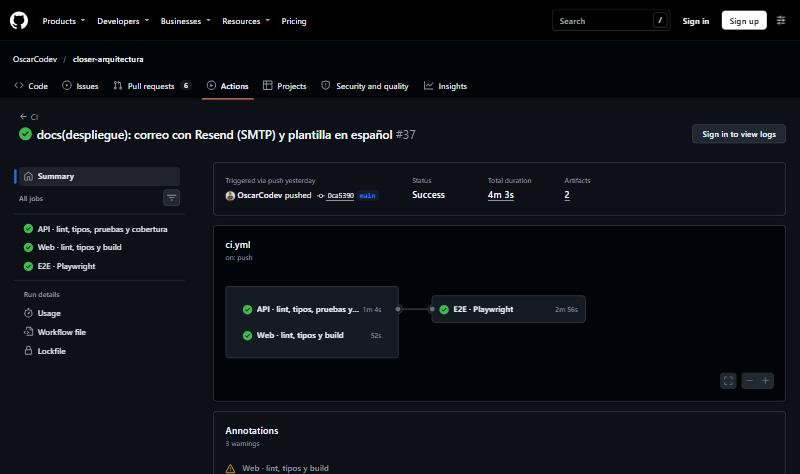 Products Developers Businesses Resources Pricing Search / Sign in Sign up
OscarCodev / closer-arquitectura
Code Issues Pull requests 6 Actions Projects Security and quality Insights
← CI
docs(despliegue): correo con Resend (SMTP) y plantilla en español #37
Sign in to view logs
Summary
All jobs
API · lint, tipos, pruebas y cobertura
Web · lint, tipos y build
E2E · Playwright
Run details
Usage
Workflow file
Lockfile
Triggered via push yesterday
OscarCodev pushed 0ca5390 main
Status
Success
Total duration
4m 3s
Artifacts
2
ci.yml
on: push
API · lint, tipos, pruebas y... 1m 4s
Web · lint, tipos y build 52s
E2E · Playwright 2m 56s
Annotations
3 warnings
Web · lint, tipos y build